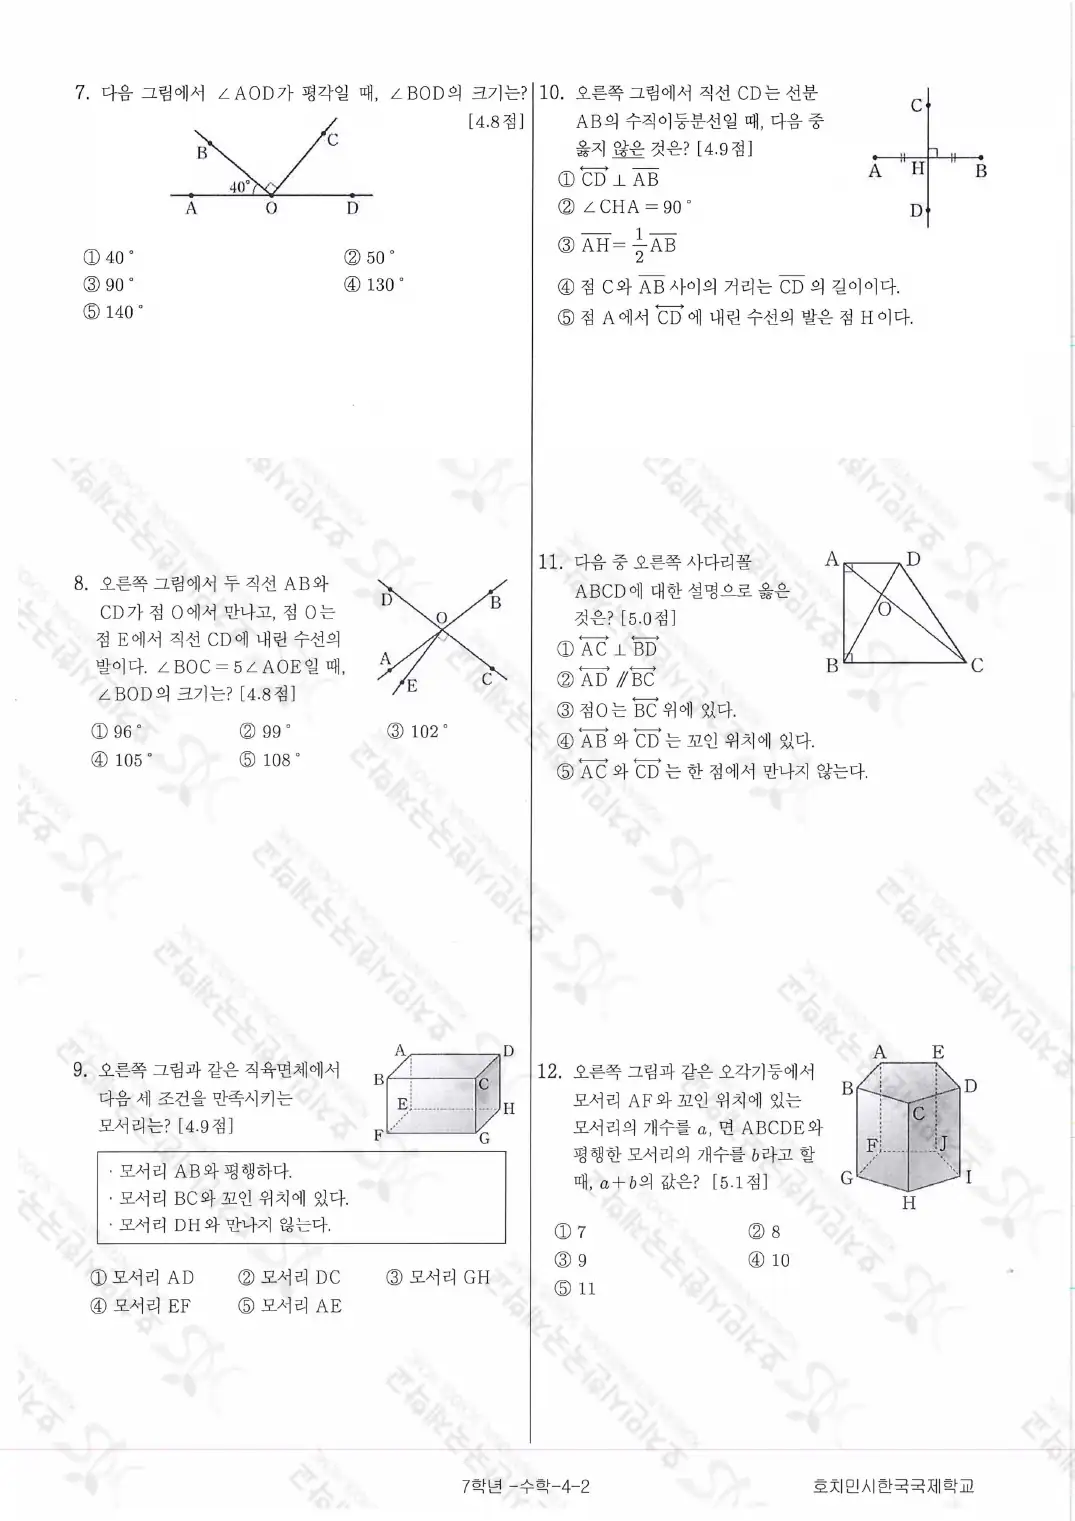 7. 다음 그림에서 ∠AOD가 평각일 때, ∠BOD의 크기는?
[4.8점]
B
C
40°
A
O
D
① 40°
② 50°
③ 90°
④ 130°
⑤ 140°
8. 오른쪽 그림에서 두 직선 AB와
CD가 점 O에서 만나고, 점 O는
점 E에서 직선 CD에 내린 수선의
발이다. ∠BOC=5∠AOE일 때,
∠BOD의 크기는? [4.8점]
D
B
O
A
E
C
① 96°
② 99°
③ 102°
④ 105°
⑤ 108°
9. 오른쪽 그림과 같은 직육면체에서
다음 세 조건을 만족시키는
모서리는? [4.9점]
A
D
B
C
E
H
F
G
· 모서리 AB와 평행하다.
· 모서리 BC와 꼬인 위치에 있다.
· 모서리 DH와 만나지 않는다.
① 모서리 AD
② 모서리 DC
③ 모서리 GH
④ 모서리 EF
⑤ 모서리 AE
10. 오른쪽 그림에서 직선 CD는 선분
AB의 수직이등분선일 때, 다음 중
옳지 않은 것은? [4.9점]
C
A
H
B
D
① CD ⊥ AB
② ∠CHA=90°
③ AH=1/2 AB
④ 점 C와 AB 사이의 거리는 CD 의 길이이다.
⑤ 점 A에서 CD 에 내린 수선의 발은 점 H이다.
11. 다음 중 오른쪽 사다리꼴
ABCD에 대한 설명으로 옳은
것은? [5.0점]
A
D
O
B
C
① AC ⊥ BD
② AD // BC
③ 점O는 BC 위에 있다.
④ AB 와 CD 는 꼬인 위치에 있다.
⑤ AC 와 CD 는 한 점에서 만나지 않는다.
12. 오른쪽 그림과 같은 오각기둥에서
모서리 AF와 꼬인 위치에 있는
모서리의 개수를 a, 면 ABCDE와
평행한 모서리의 개수를 b라고 할
때, a+b의 값은? [5.1점]
A
E
B
D
C
F
J
G
I
H
① 7
② 8
③ 9
④ 10
⑤ 11
7학년 -수학-4-2
호치민시한국국제학교